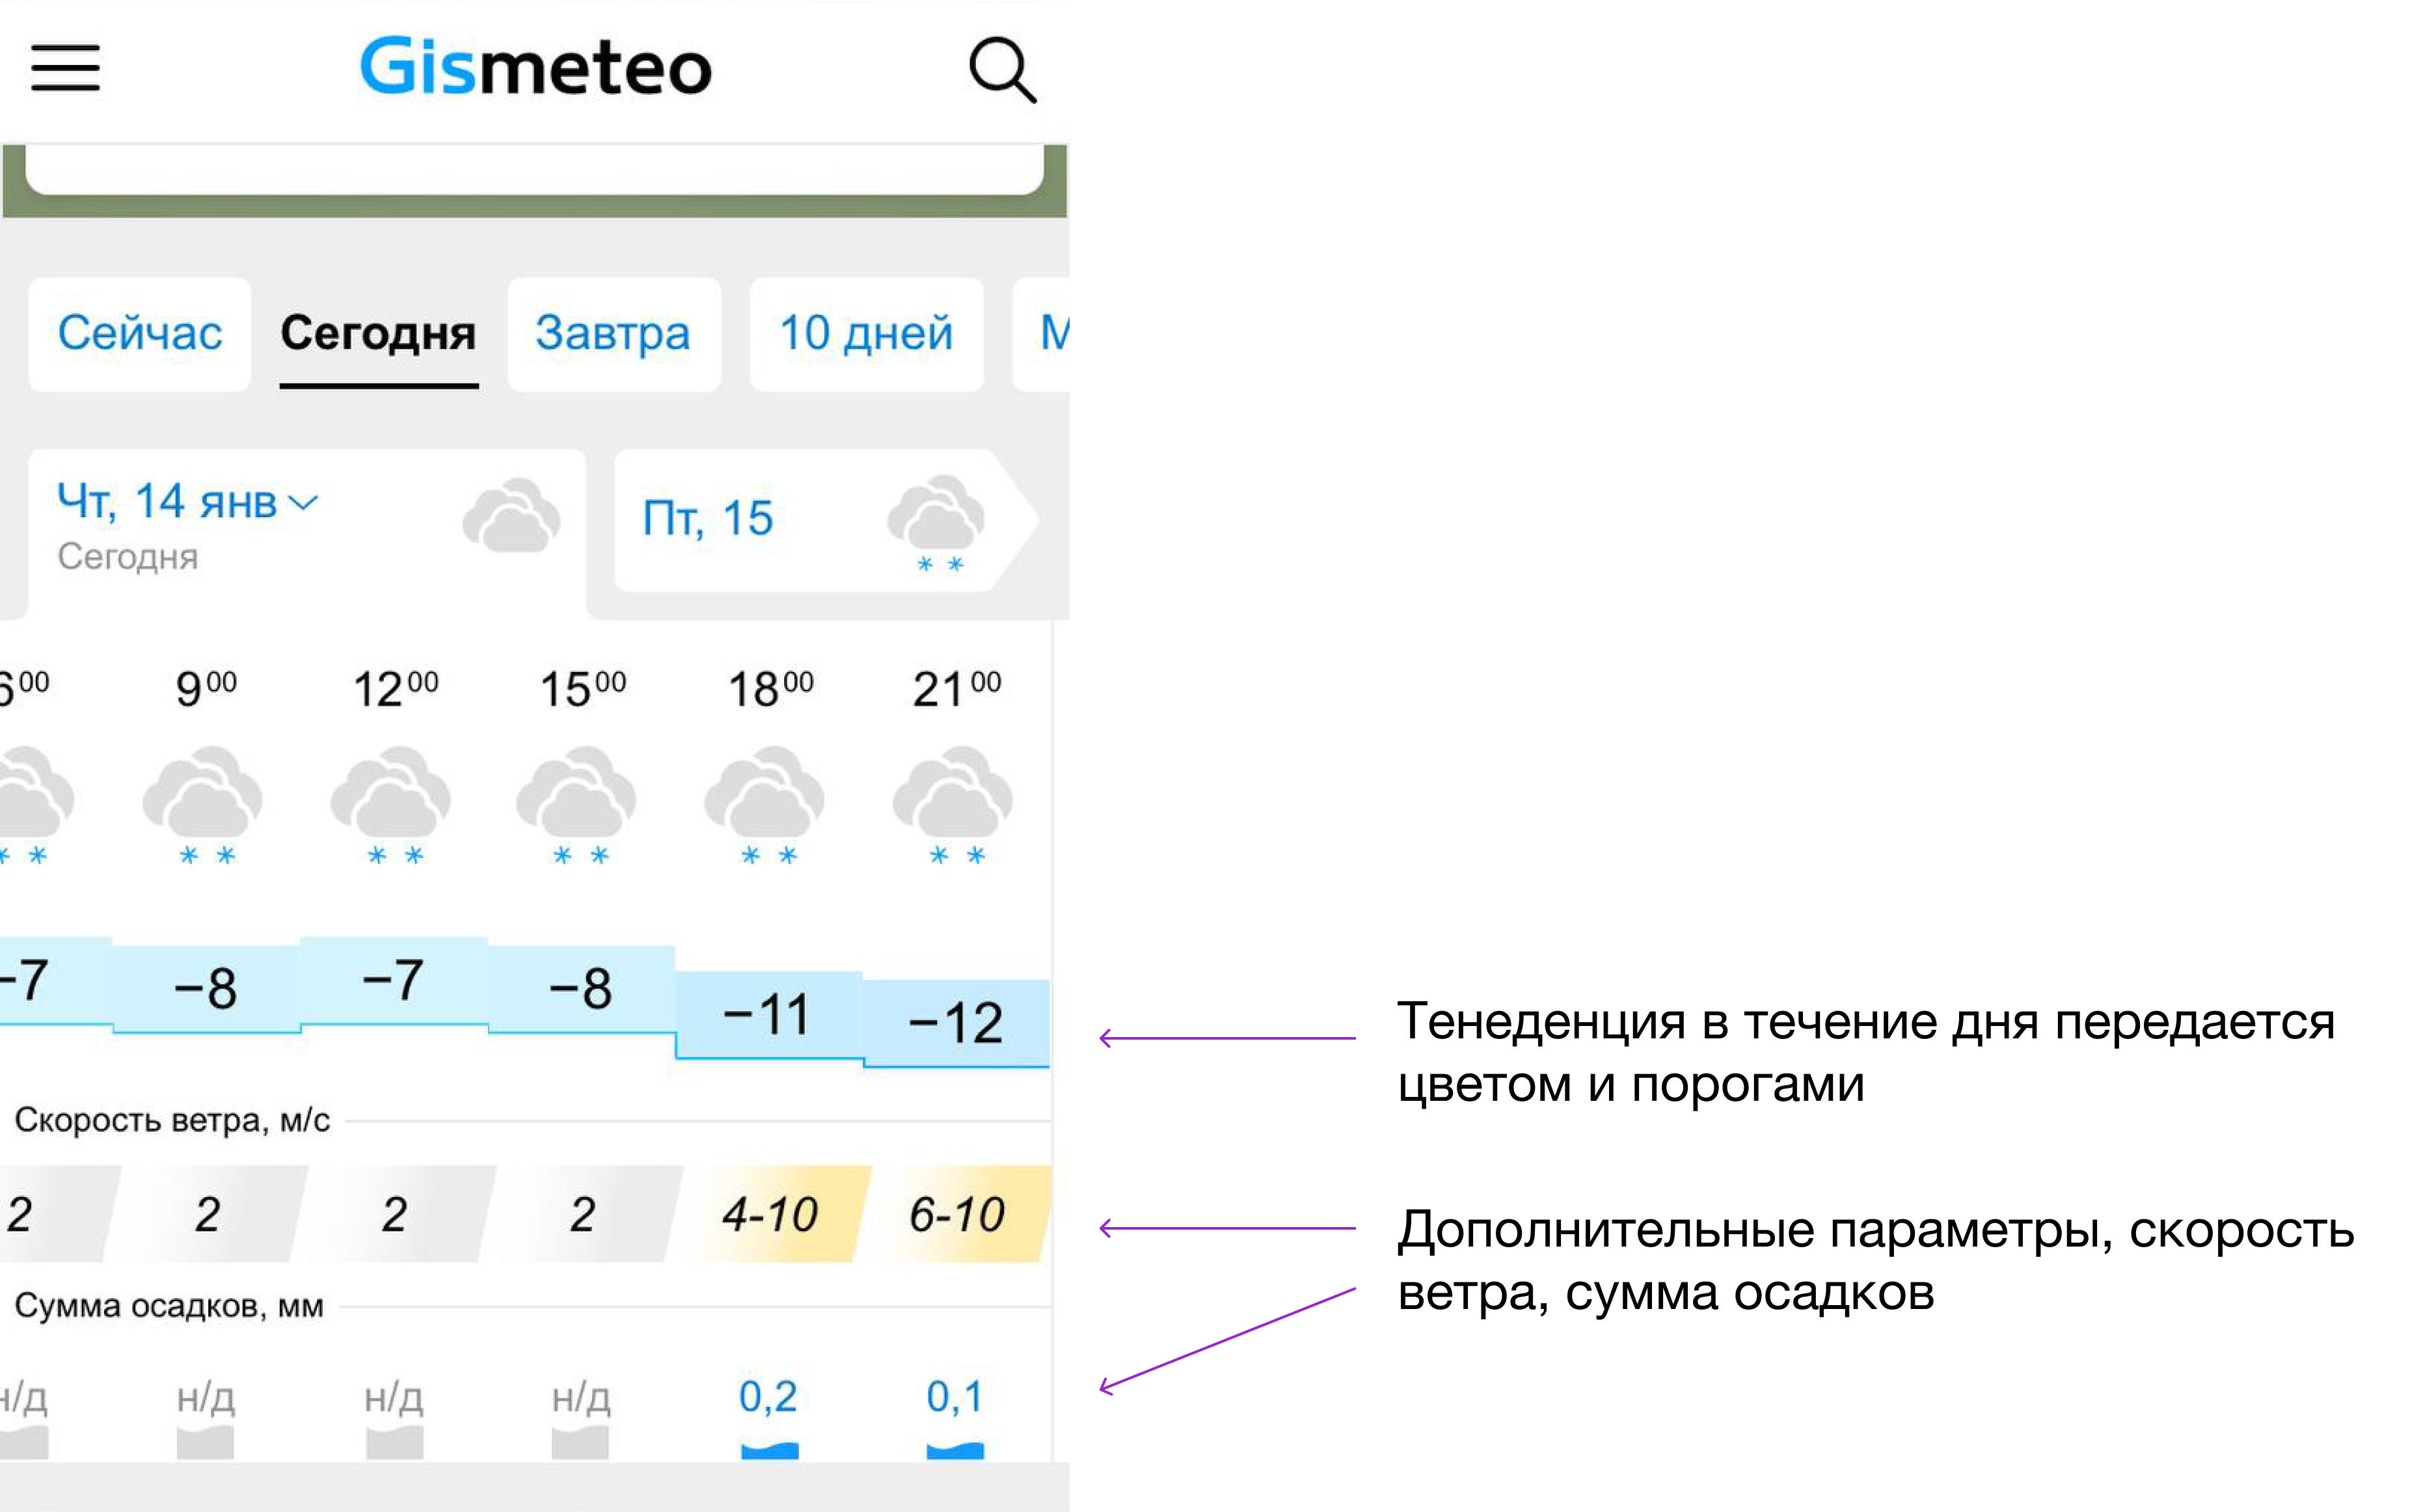 Gismeteo
Сейчас Сегодня Завтра 10 дней
Чт, 14 янв
Сегодня
Пт, 15
00 9 00 12 00 15 00 18 00 21 00
−7 −8 −7 −8 −11 −12
Тенеденция в течение дня передается
цветом и порогами
Скорость ветра, м/с
2 2 2 2 4-10 6-10
Дополнительные параметры, скорость
ветра, сумма осадков
Сумма осадков, мм
н/д н/д н/д н/д 0,2 0,1